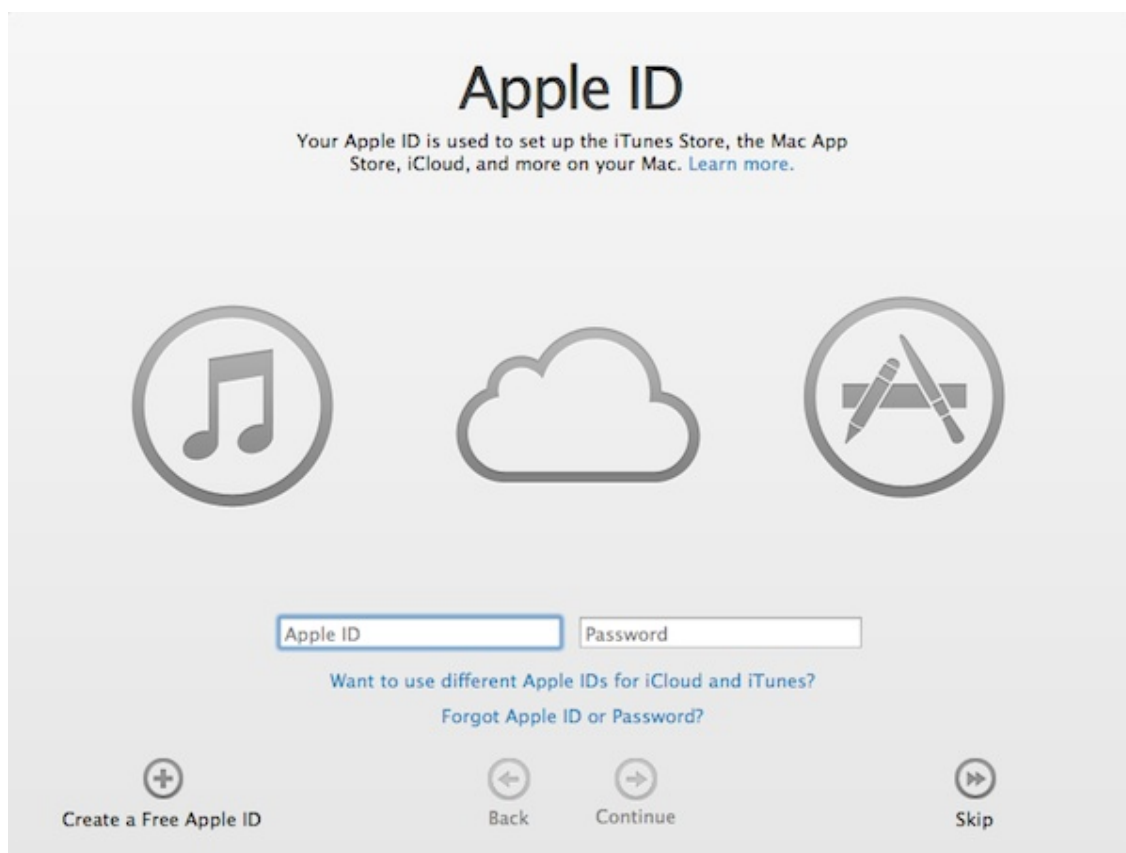 Apple ID
Your Apple ID is used to set up the iTunes Store, the Mac App
Store, iCloud, and more on your Mac. Learn more.
Apple ID
Password
Want to use different Apple IDs for iCloud and iTunes?
Forgot Apple ID or Password?
Create a Free Apple ID
Back
Continue
Skip